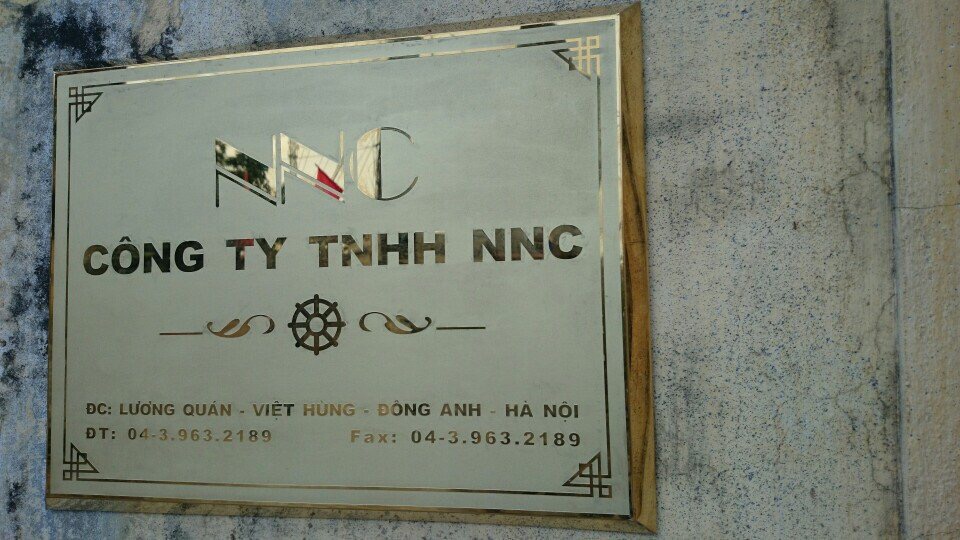 NNC
CÔNG TY TNHH NNC
ĐC: LƯƠNG QUÁN - VIỆT HÙNG - ĐÔNG ANH - HÀ NỘI
ĐT: 04-3.963.2189 Fax: 04-3.963.2189